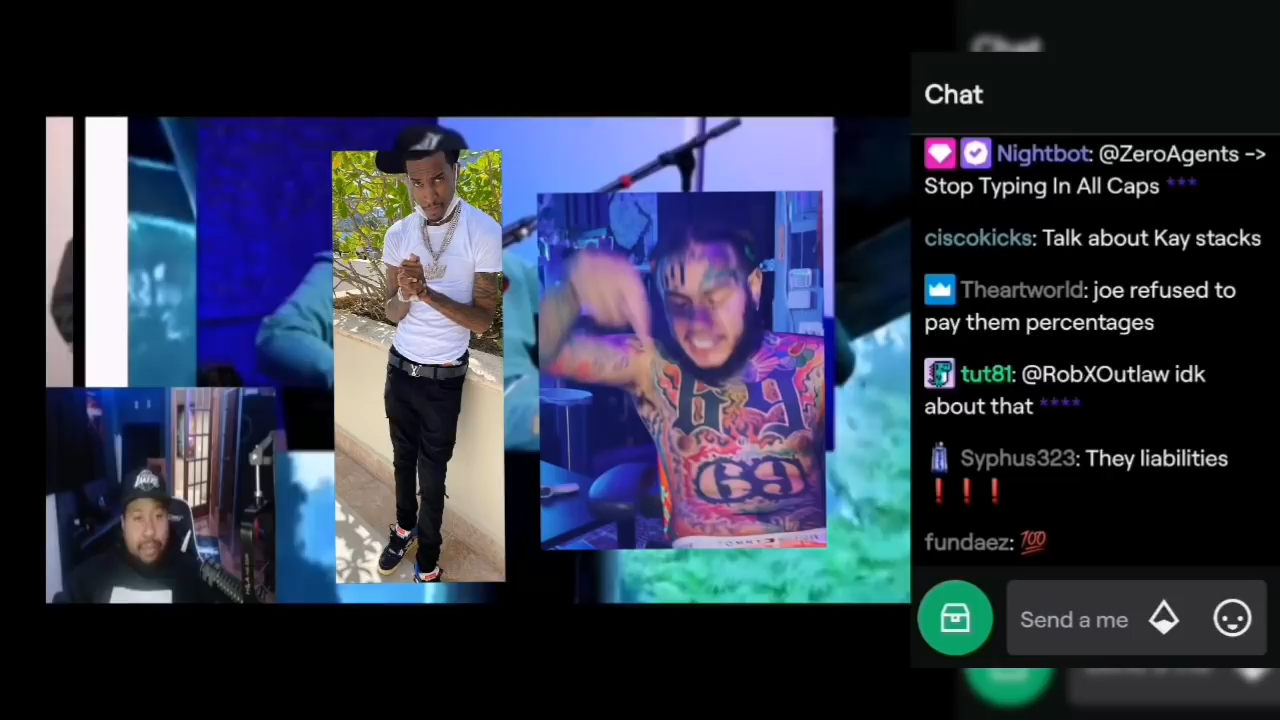 Chat
Nightbot: @ZeroAgents ->
Stop Typing In All Caps ***
ciscokicks: Talk about Kay stacks
Theartworld: joe refused to
pay them percentages
tut81: @RobXOutlaw idk
about that ****
Syphus323: They liabilities
❗❗❗
fundaez: 💯
Send a me
69
69